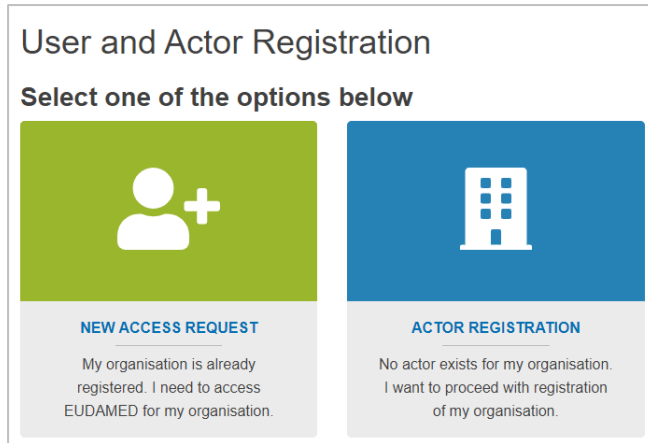 User and Actor Registration
Select one of the options below
NEW ACCESS REQUEST
My organisation is already
registered. I need to access
EUDAMED for my organisation.
ACTOR REGISTRATION
No actor exists for my organisation.
I want to proceed with registration
of my organisation.